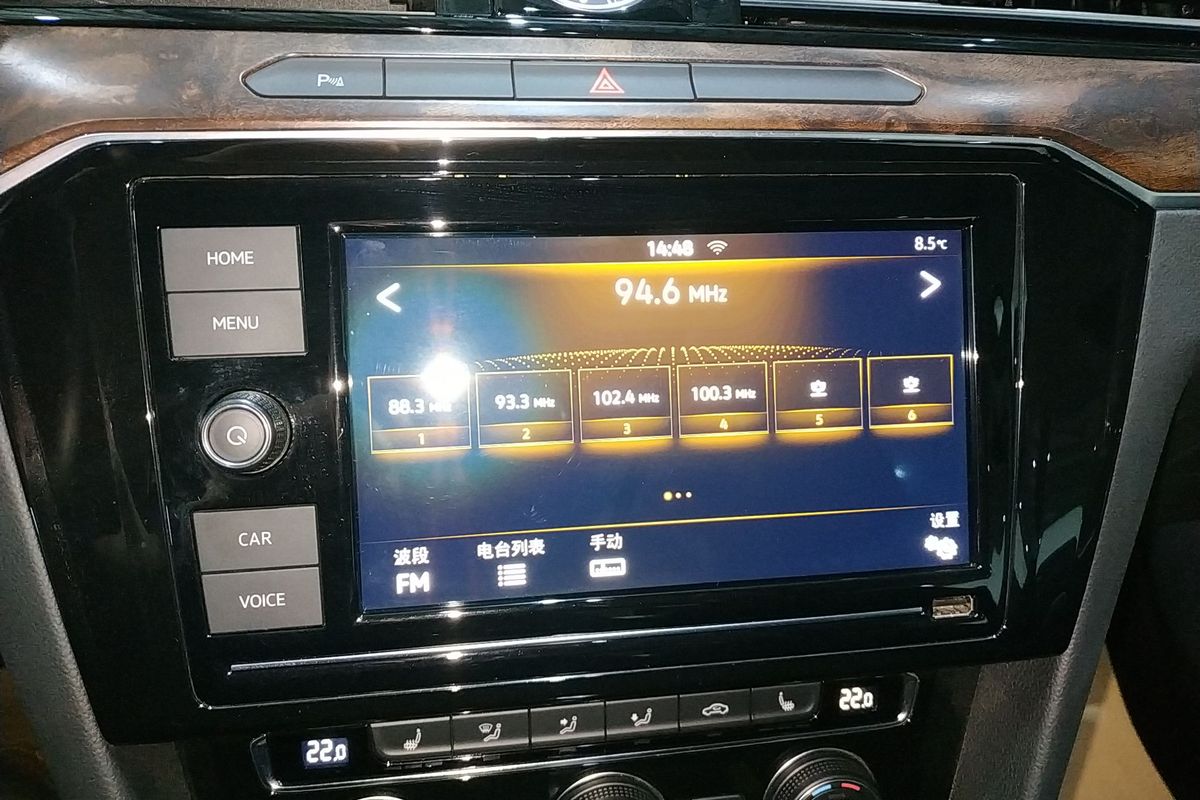 P
HOME
MENU
CAR
VOICE
14:48
8.5℃
94.6 MHz
88.3 MHz
93.3 MHz
102.4 MHz
100.3 MHz
空
空
1
2
3
4
5
6
波段
FM
电台列表
手动
设置
22.0
22.0